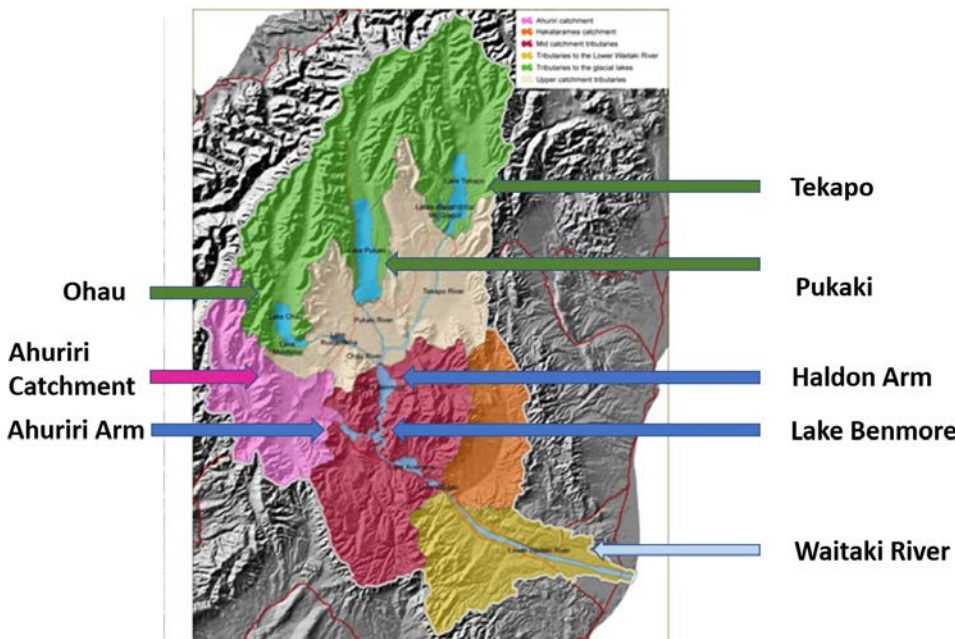 Ahuriri catchment
Hakataramea catchment
Mid catchment tributaries
Tributaries to the Lower Waitaki River
Tributaries to the glacial lakes
Upper catchment tributaries
Lake Tekapo
Tekapo
Lake Pukaki
Pukaki
Ohau
Tekapo River
Pukaki River
Lake
Lake
Ohau River
Ahuriri
Catchment
Haldon Arm
Ahuriri Arm
Lake Benmore
Lower Waitaki River
Waitaki River